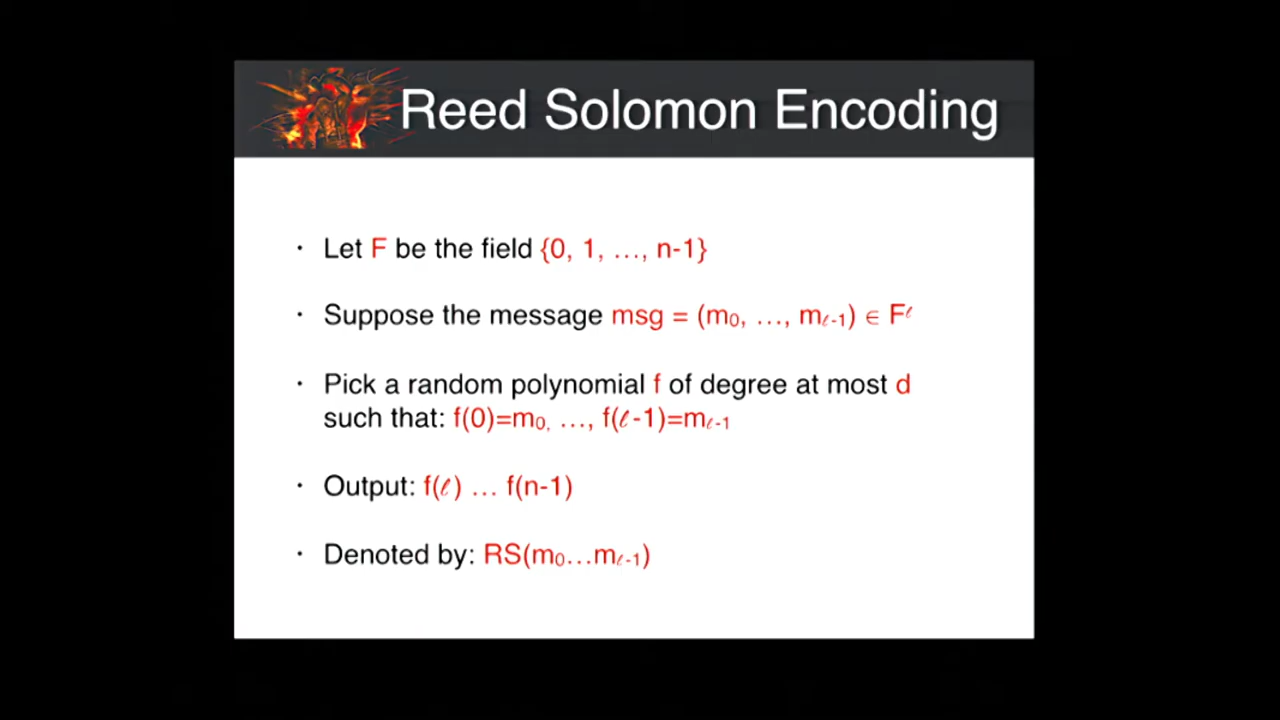 Reed Solomon Encoding
· Let F be the field {0, 1, …, n-1}
· Suppose the message msg = (m₀, …, mℓ₋₁) ∈ Fℓ
· Pick a random polynomial f of degree at most d
such that: f(0)=m₀, …, f(ℓ-1)=mℓ₋₁
· Output: f(ℓ) … f(n-1)
· Denoted by: RS(m₀…mℓ₋₁)